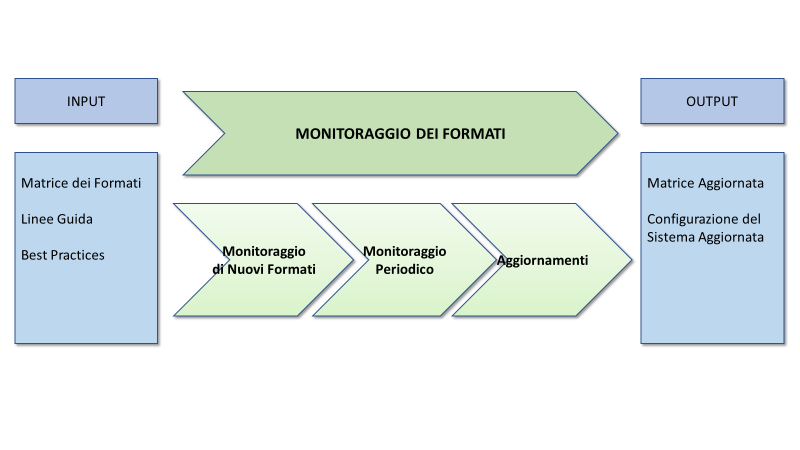 INPUT
MONITORAGGIO DEI FORMATI
OUTPUT
Matrice dei Formati
Linee Guida
Best Practices
Monitoraggio
di Nuovi Formati
Monitoraggio
Periodico
Aggiornamenti
Matrice Aggiornata
Configurazione del
Sistema Aggiornata